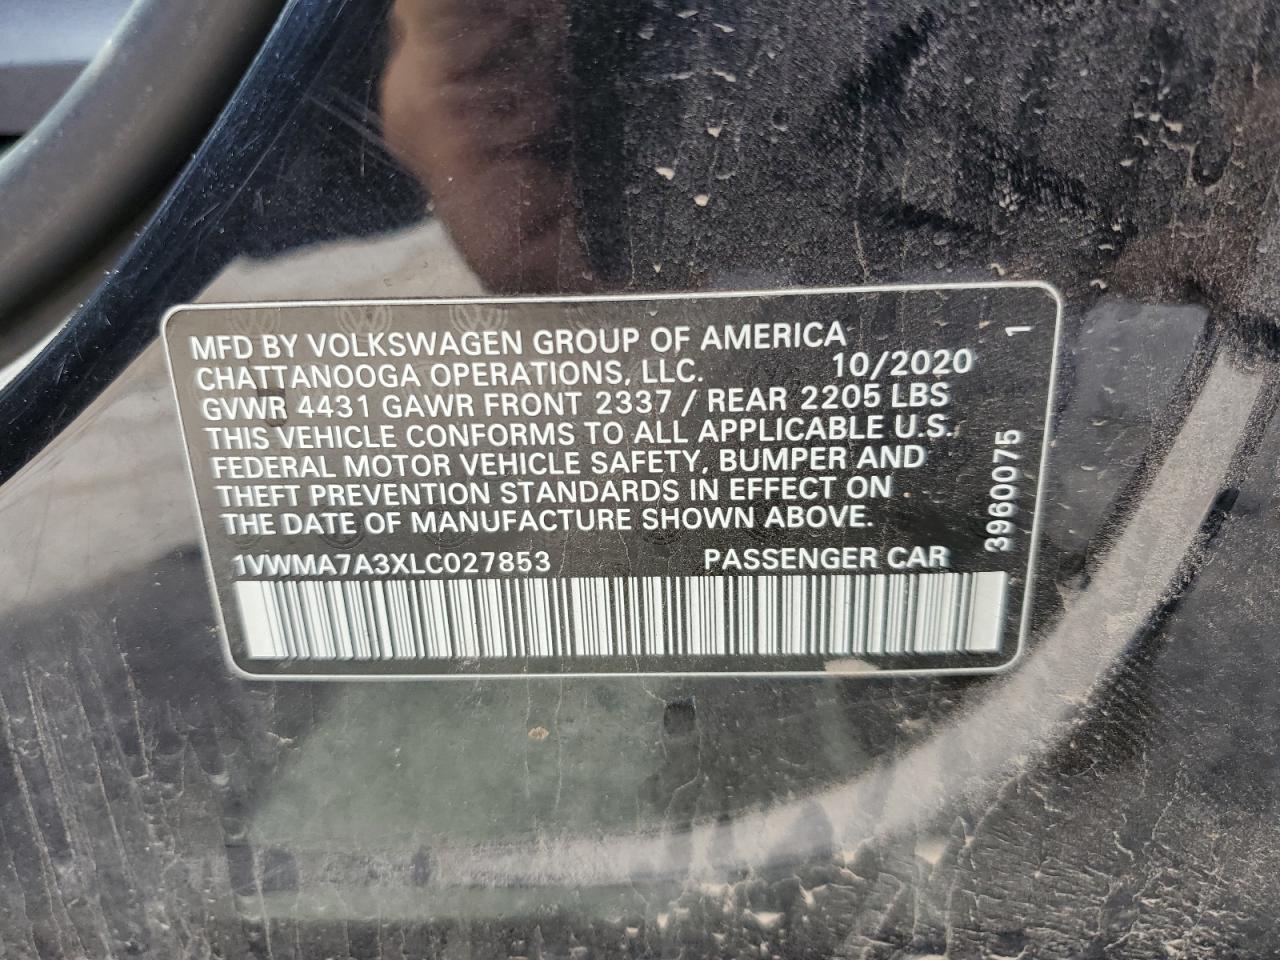 MFD BY VOLKSWAGEN GROUP OF AMERICA
CHATTANOOGA OPERATIONS, LLC. 10/2020
GVWR 4431 GAWR FRONT 2337 / REAR 2205 LBS
THIS VEHICLE CONFORMS TO ALL APPLICABLE U.S.
FEDERAL MOTOR VEHICLE SAFETY, BUMPER AND
THEFT PREVENTION STANDARDS IN EFFECT ON
THE DATE OF MANUFACTURE SHOWN ABOVE.
1VWMA7A3XLC027853 PASSENGER CAR
3960075 1